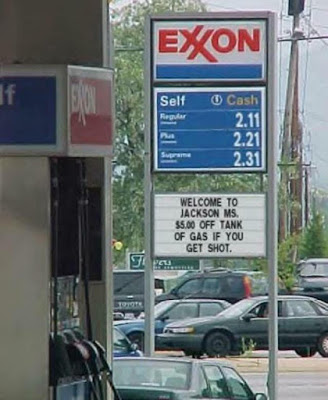 EXXON
Self Cash
Regular 2.11
Plus 2.21
Supreme 2.31
WELCOME TO
JACKSON MS.
$5.00 OFF TANK
OF GAS IF YOU
GET SHOT.
EXXON
TOYOTA